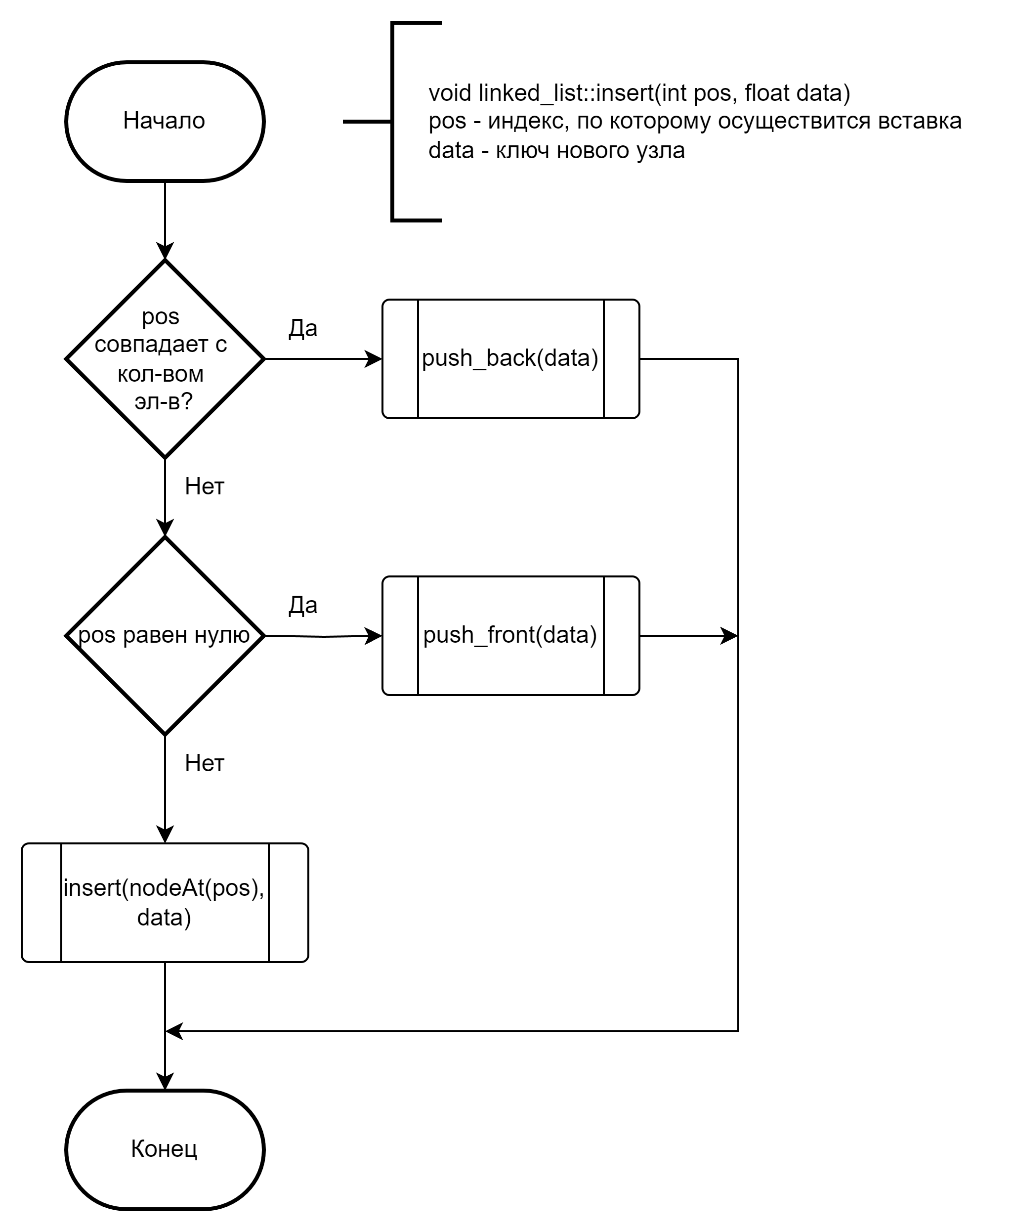 Начало
void linked_list::insert(int pos, float data)
pos - индекс, по которому осуществится вставка
data - ключ нового узла
pos
совпадает с
кол-вом
эл-в?
Да
push_back(data)
Нет
pos равен нулю
Да
push_front(data)
Нет
insert(nodeAt(pos),
data)
Конец